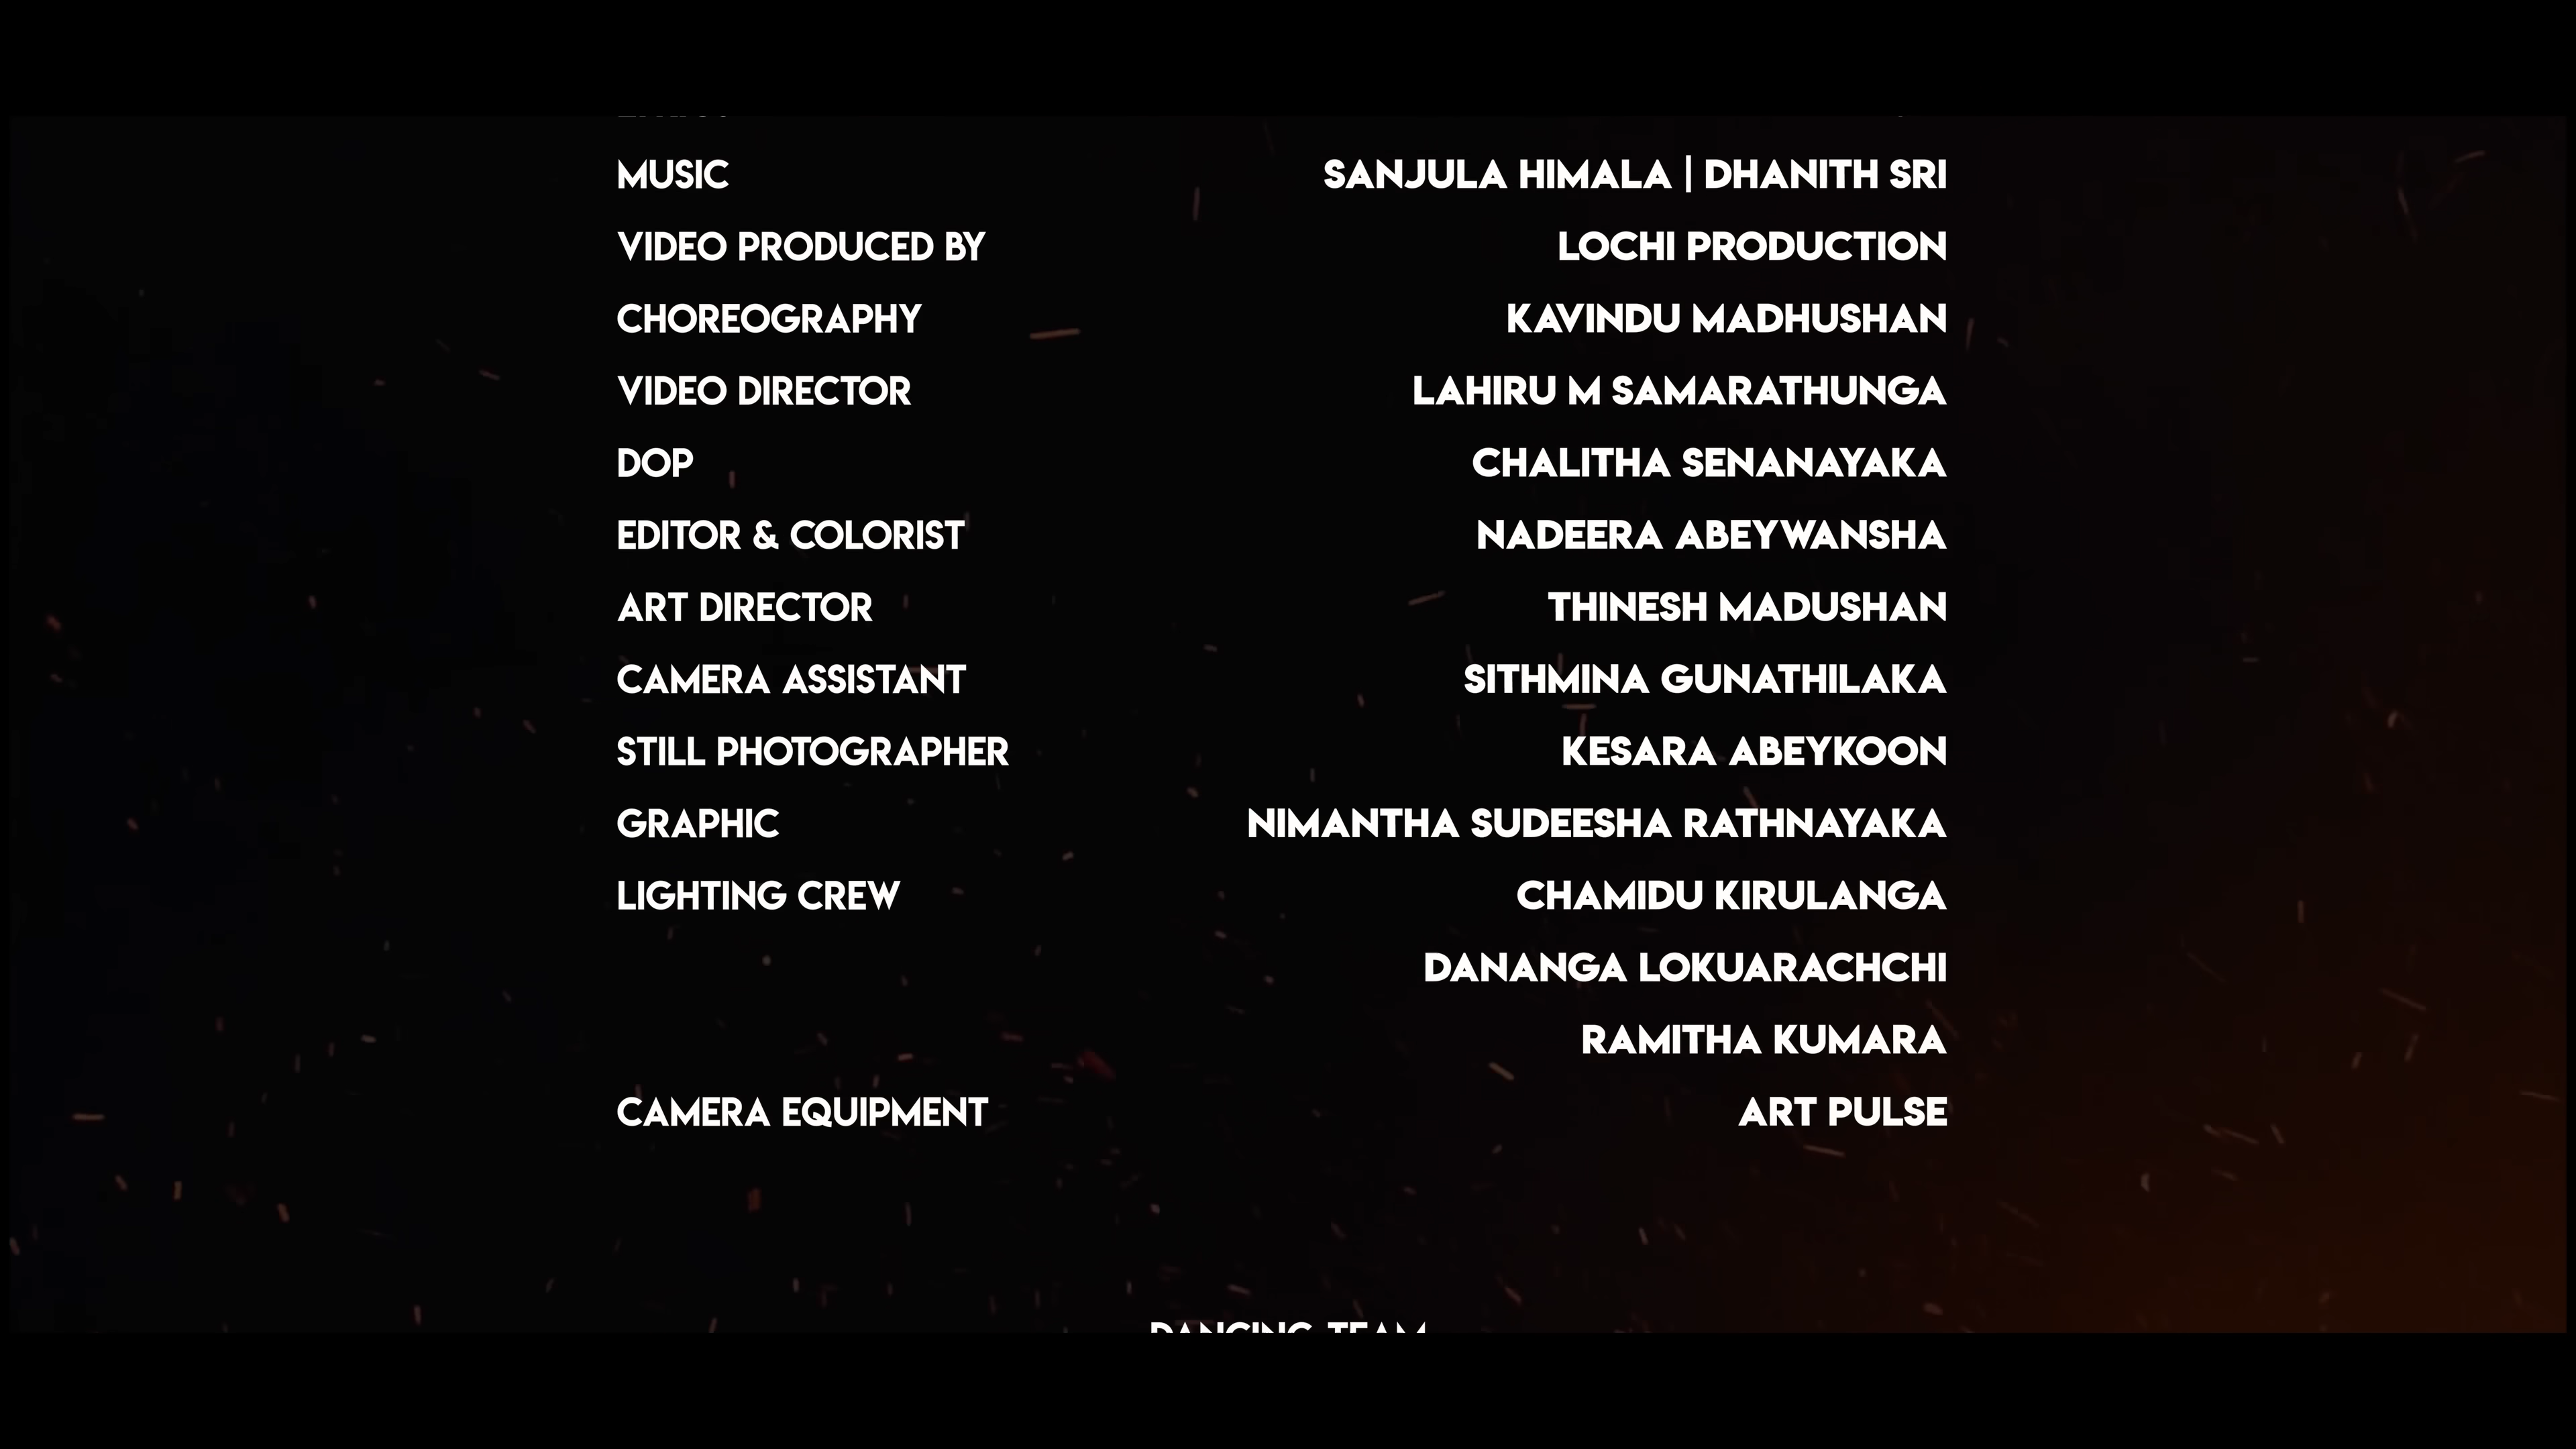 MUSIC SANJULA HIMALA | DHANITH SRI
VIDEO PRODUCED BY LOCHI PRODUCTION
CHOREOGRAPHY KAVINDU MADHUSHAN
VIDEO DIRECTOR LAHIRU M SAMARATHUNGA
DOP CHALITHA SENANAYAKA
EDITOR & COLORIST NADEERA ABEYWANSHA
ART DIRECTOR THINESH MADUSHAN
CAMERA ASSISTANT SITHMINA GUNATHILAKA
STILL PHOTOGRAPHER KESARA ABEYKOON
GRAPHIC NIMANTHA SUDEESHA RATHNAYAKA
LIGHTING CREW CHAMIDU KIRULANGA
DANANGA LOKUARACHCHI
RAMITHA KUMARA
CAMERA EQUIPMENT ART PULSE
DANCING TEAM